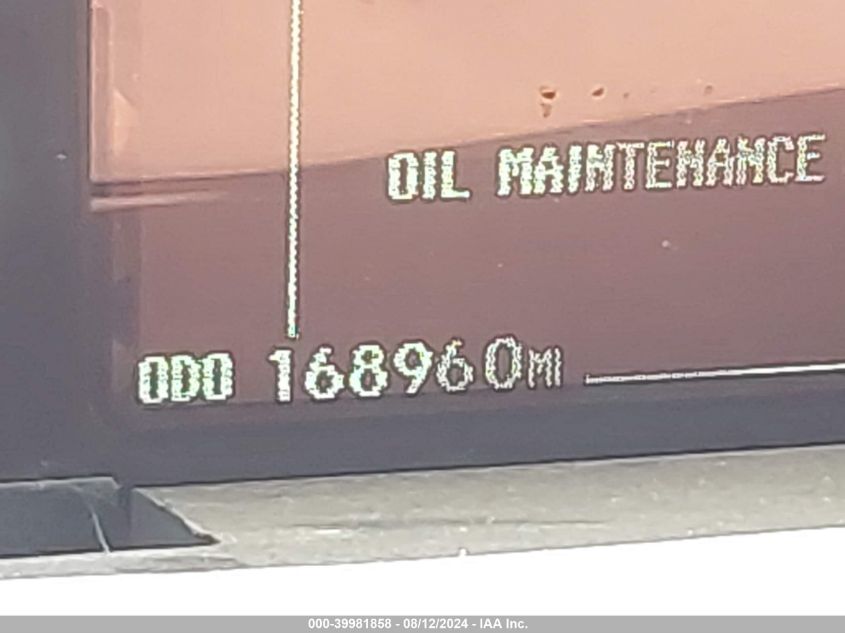 OIL MAINTENANCE
ODO 168960MI
000-39981858 - 08/12/2024 - IAA Inc.